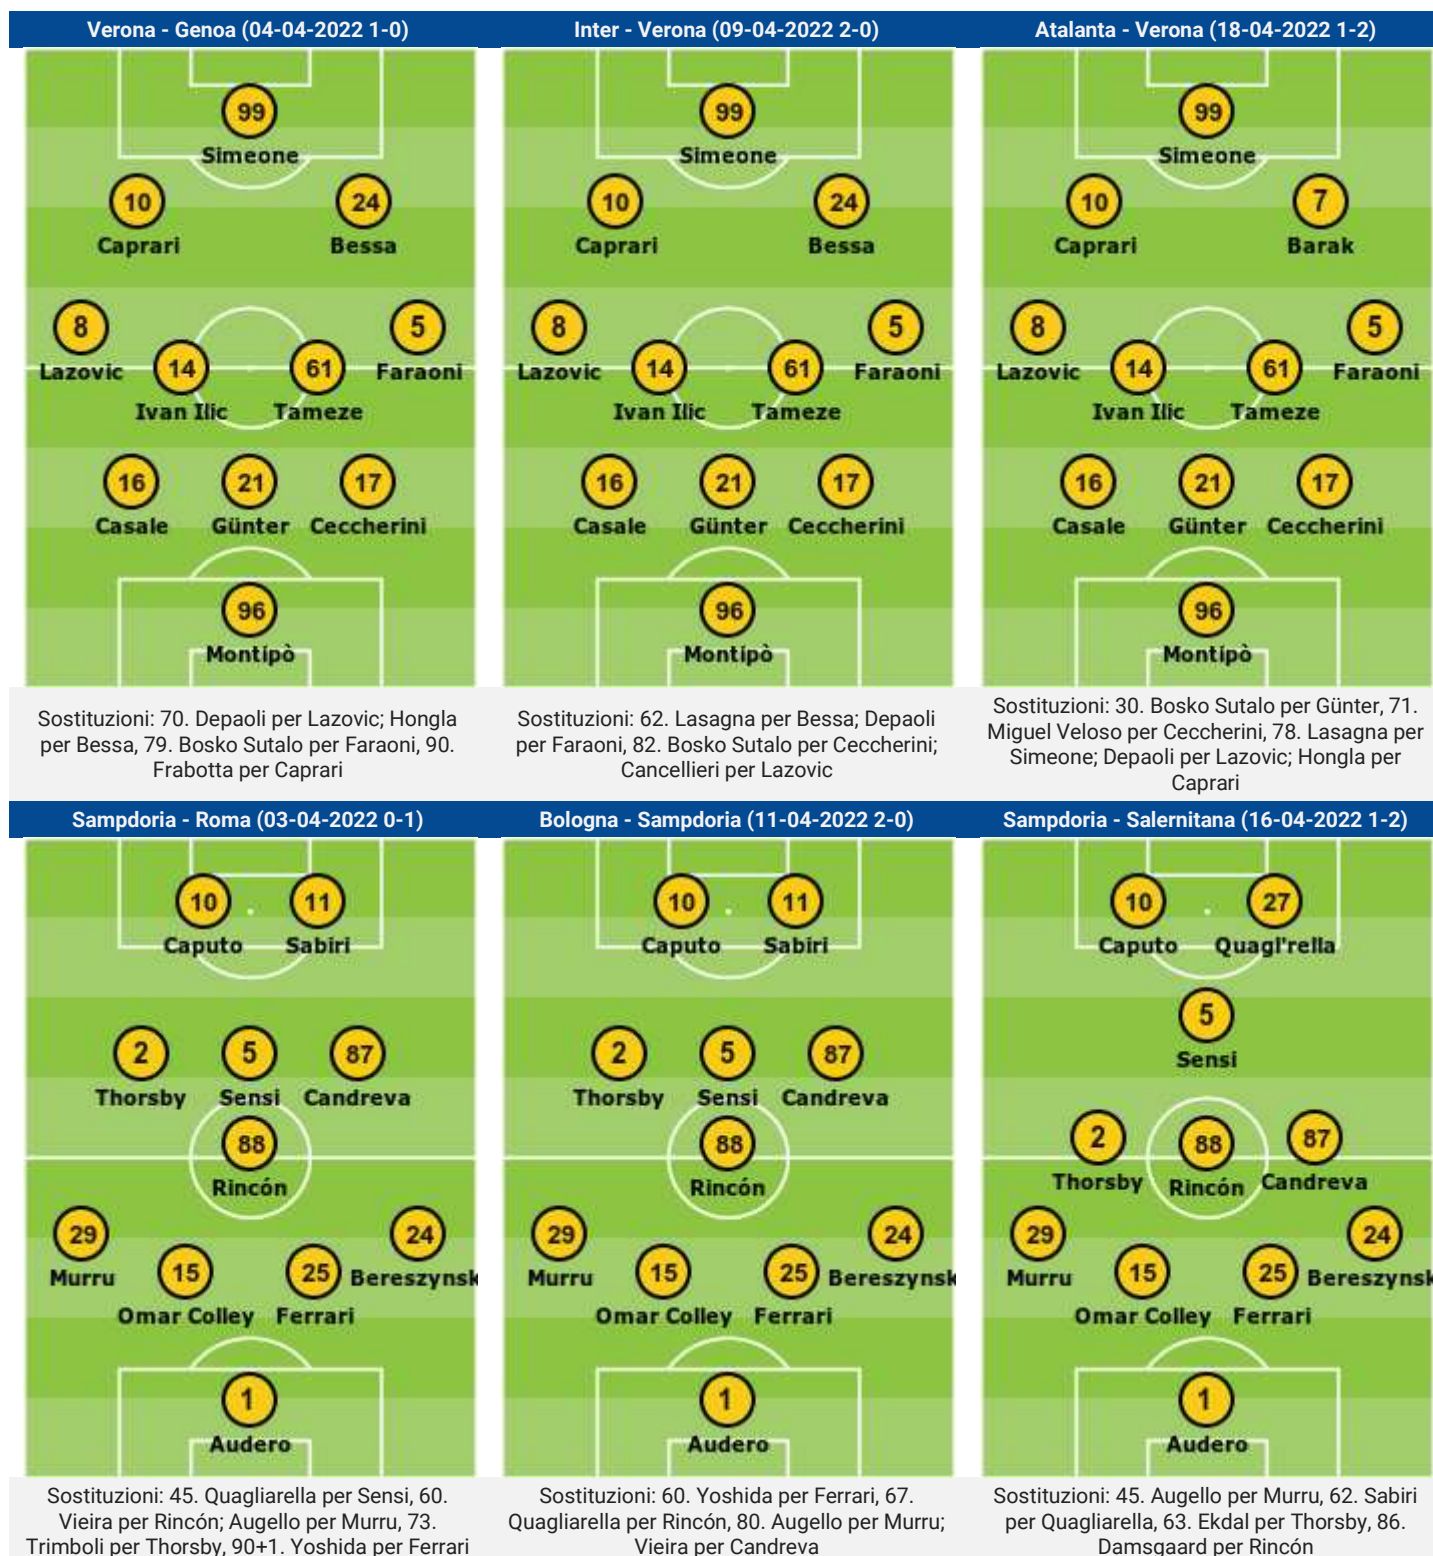 Verona - Genoa (04-04-2022 1-0)
99
Simeone
10
24
Caprari
Bessa
8
5
Lazovic
14
61
Faraoni
Ivan Ilic
Tameze
16
21
17
Casale
Günter
Ceccherini
96
Montipò
Sostituzioni: 70. Depaoli per Lazovic; Hongla
per Bessa, 79. Bosko Sutalo per Faraoni, 90.
Frabotta per Caprari
Inter - Verona (09-04-2022 2-0)
99
Simeone
10
24
Caprari
Bessa
8
5
Lazovic
14
61
Faraoni
Ivan Ilic
Tameze
16
21
17
Casale
Günter
Ceccherini
96
Montipò
Sostituzioni: 62. Lasagna per Bessa; Depaoli
per Faraoni, 82. Bosko Sutalo per Ceccherini;
Cancellieri per Lazovic
Atalanta - Verona (18-04-2022 1-2)
99
Simeone
10
7
Caprari
Barak
8
5
Lazovic
14
61
Faraoni
Ivan Ilic
Tameze
16
21
17
Casale
Günter
Ceccherini
96
Montipò
Sostituzioni: 30. Bosko Sutalo per Günter, 71.
Miguel Veloso per Ceccherini, 78. Lasagna per
Simeone; Depaoli per Lazovic; Hongla per
Caprari
Sampdoria - Roma (03-04-2022 0-1)
10
11
Caputo
Sabiri
2
5
87
Thorsby
Sensi
Candreva
88
Rincón
29
24
Murru
15
25
Bereszynsk
Omar Colley
Ferrari
1
Audero
Sostituzioni: 45. Quagliarella per Sensi, 60.
Vieira per Rincón; Augello per Murru, 73.
Trimboli per Thorsby, 90+1. Yoshida per Ferrari
Bologna - Sampdoria (11-04-2022 2-0)
10
11
Caputo
Sabiri
2
5
87
Thorsby
Sensi
Candreva
88
Rincón
29
24
Murru
15
25
Bereszynsk
Omar Colley
Ferrari
1
Audero
Sostituzioni: 60. Yoshida per Ferrari, 67.
Quagliarella per Rincón, 80. Augello per Murru;
Vieira per Candreva
Sampdoria - Salernitana (16-04-2022 1-2)
10
27
Caputo
Quagl'rella
5
Sensi
2
88
87
Thorsby
Rincón
Candreva
29
24
Murru
15
25
Bereszynsk
Omar Colley
Ferrari
1
Audero
Sostituzioni: 45. Augello per Murru, 62. Sabiri
per Quagliarella, 63. Ekdal per Thorsby, 86.
Damsgaard per Rincón